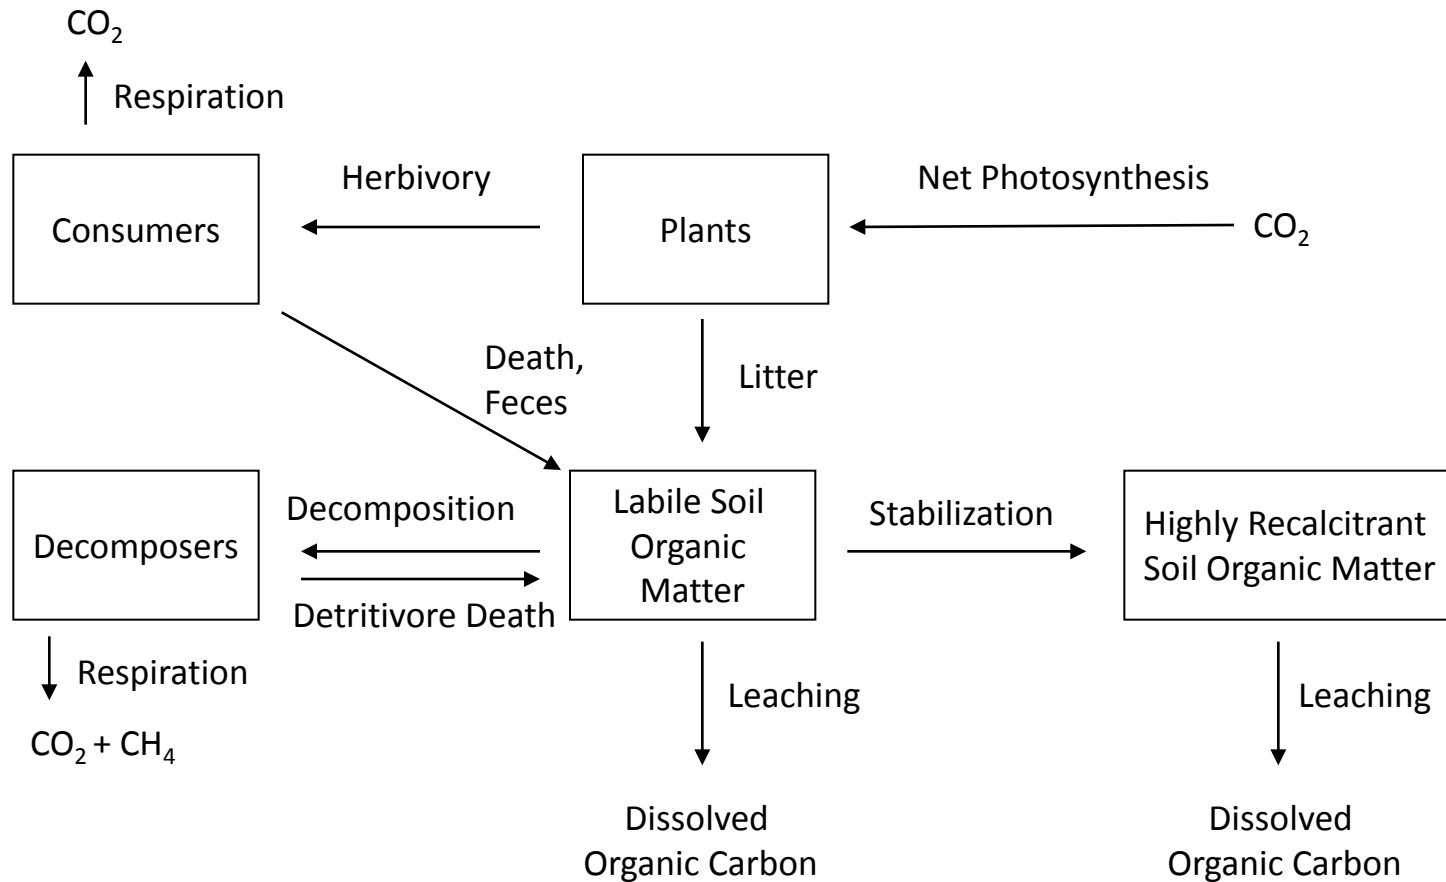 CO₂
Respiration
Herbivory
Net Photosynthesis
Consumers
Plants
CO₂
Death,
Feces
Litter
Decomposers
Decomposition
Detritivore Death
Labile Soil
Organic
Matter
Stabilization
Highly Recalcitrant
Soil Organic Matter
Respiration
CO₂ + CH₄
Leaching
Leaching
Dissolved
Organic Carbon
Dissolved
Organic Carbon